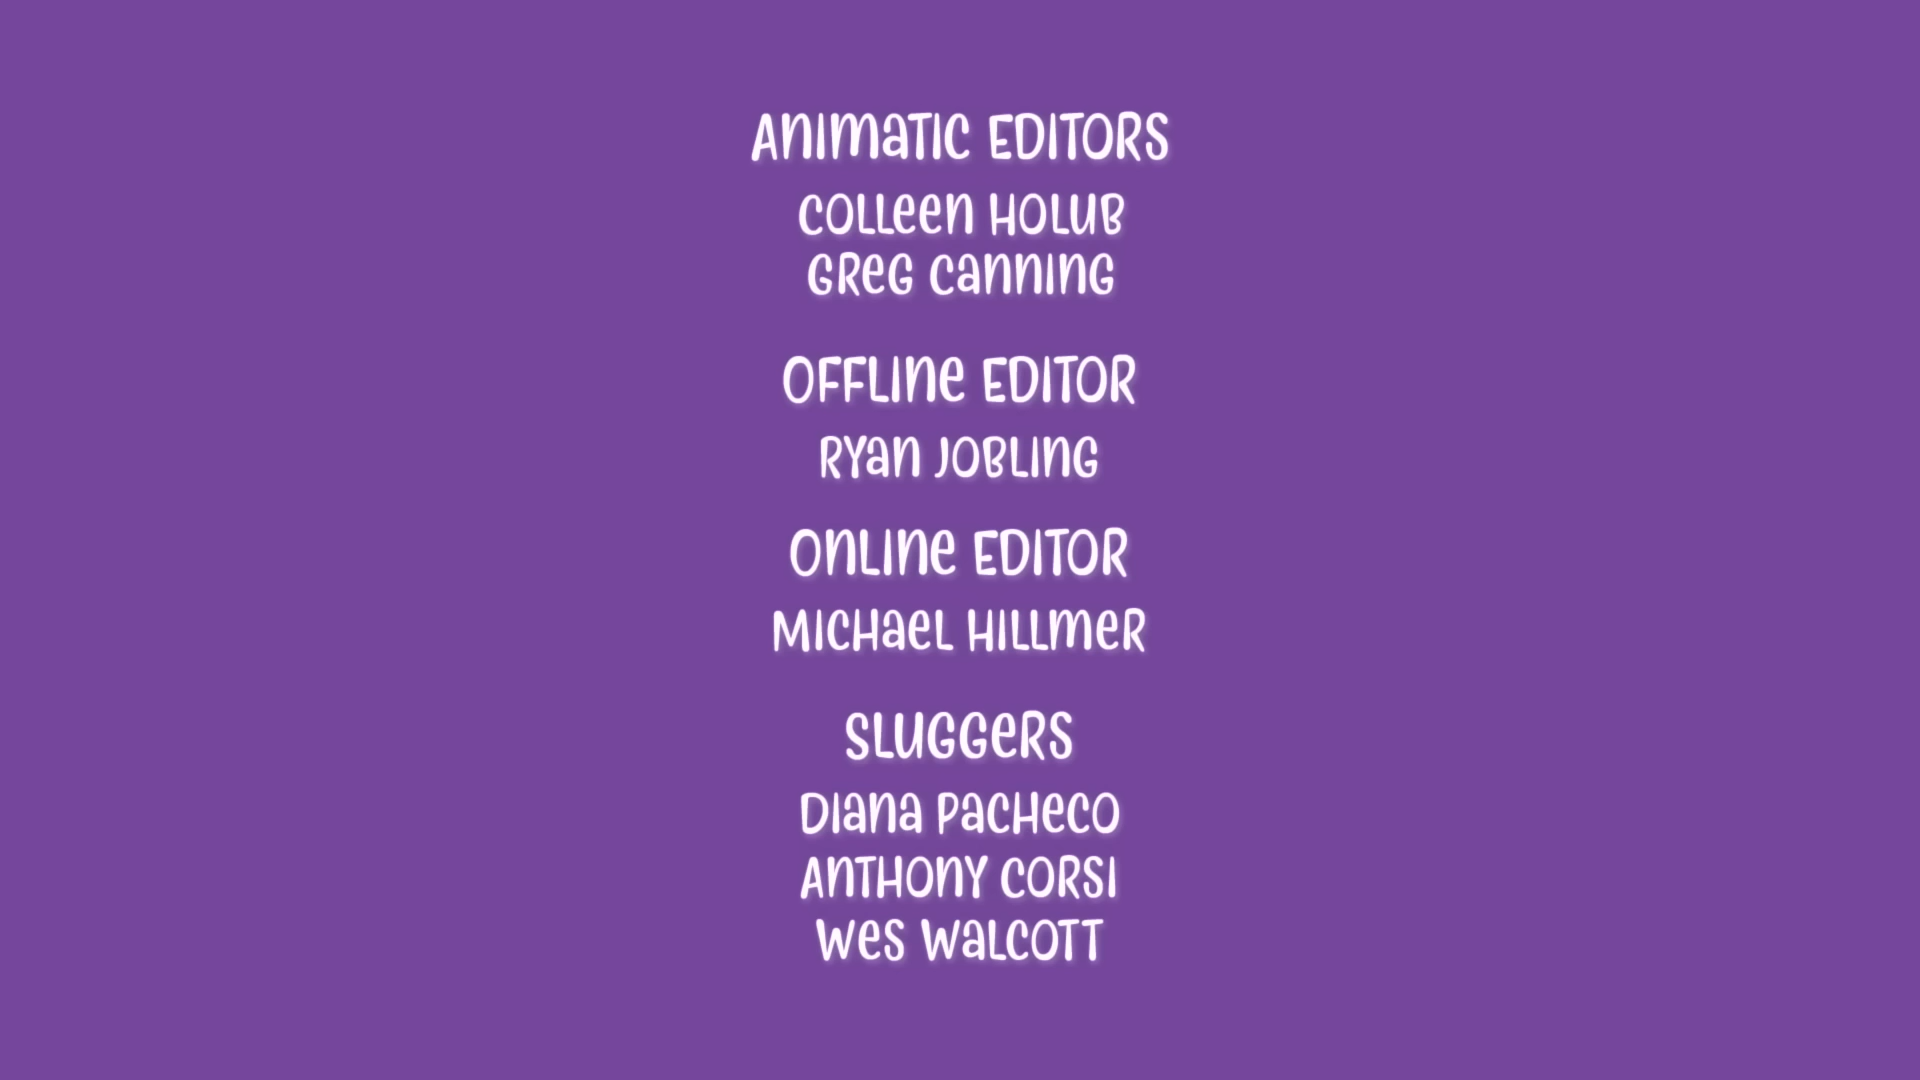 ANIMATIC EDITORS
COLLEEN HOLUB
GREG CANNING
OFFLINE EDITOR
RYAN JOBLING
ONLINE EDITOR
MICHAEL HILLMER
SLUGGERS
DIANA PACHECO
ANTHONY CORSI
WES WALCOTT